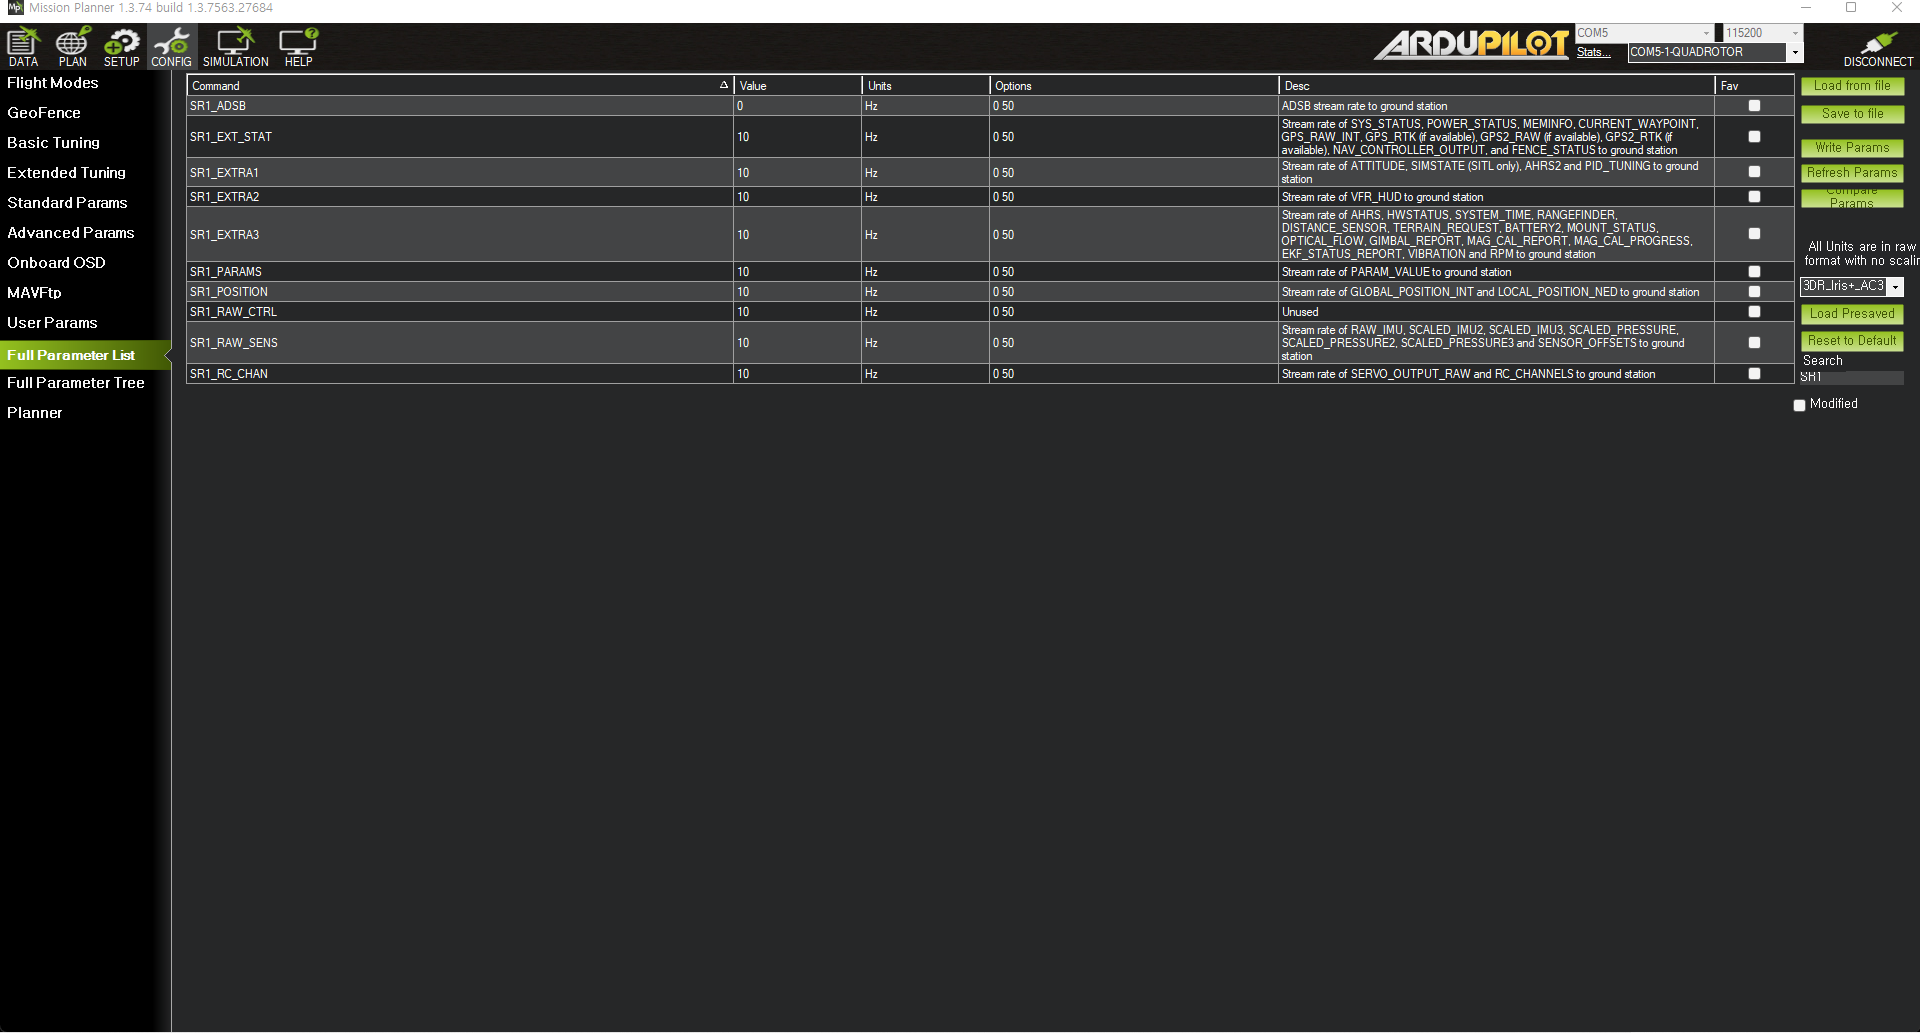 Mission Planner 1.3.74 build 1.3.7563.27684
DATA PLAN SETUP CONFIG SIMULATION HELP
ARDUPILOT
COM5 115200
Stats... COM5-1-QUADROTOR
DISCONNECT
Flight Modes
GeoFence
Basic Tuning
Extended Tuning
Standard Params
Advanced Params
Onboard OSD
MAVFtp
User Params
Full Parameter List
Full Parameter Tree
Planner
Command Value Units Options Desc Fav
SR1_ADSB 0 Hz 0 50 ADSB stream rate to ground station
SR1_EXT_STAT 10 Hz 0 50 Stream rate of SYS_STATUS, POWER_STATUS, MEMINFO, CURRENT_WAYPOINT,
GPS_RAW_INT, GPS_RTK (if available), GPS2_RAW (if available), GPS2_RTK (if
available), NAV_CONTROLLER_OUTPUT, and FENCE_STATUS to ground station
SR1_EXTRA1 10 Hz 0 50 Stream rate of ATTITUDE, SIMSTATE (SITL only), AHRS2 and PID_TUNING to ground
station
SR1_EXTRA2 10 Hz 0 50 Stream rate of VFR_HUD to ground station
SR1_EXTRA3 10 Hz 0 50 Stream rate of AHRS, HWSTATUS, SYSTEM_TIME, RANGEFINDER,
DISTANCE_SENSOR, TERRAIN_REQUEST, BATTERY2, MOUNT_STATUS,
OPTICAL_FLOW, GIMBAL_REPORT, MAG_CAL_REPORT, MAG_CAL_PROGRESS,
EKF_STATUS_REPORT, VIBRATION and RPM to ground station
SR1_PARAMS 10 Hz 0 50 Stream rate of PARAM_VALUE to ground station
SR1_POSITION 10 Hz 0 50 Stream rate of GLOBAL_POSITION_INT and LOCAL_POSITION_NED to ground station
SR1_RAW_CTRL 10 Hz 0 50 Unused
SR1_RAW_SENS 10 Hz 0 50 Stream rate of RAW_IMU, SCALED_IMU2, SCALED_IMU3, SCALED_PRESSURE,
SCALED_PRESSURE2, SCALED_PRESSURE3 and SENSOR_OFFSETS to ground
station
SR1_RC_CHAN 10 Hz 0 50 Stream rate of SERVO_OUTPUT_RAW and RC_CHANNELS to ground station
Load from file
Save to file
Write Params
Refresh Params
Compare
Params
All Units are in raw
format with no scalin
3DR_Iris+_AC3
Load Presaved
Reset to Default
Search
SR1
Modified